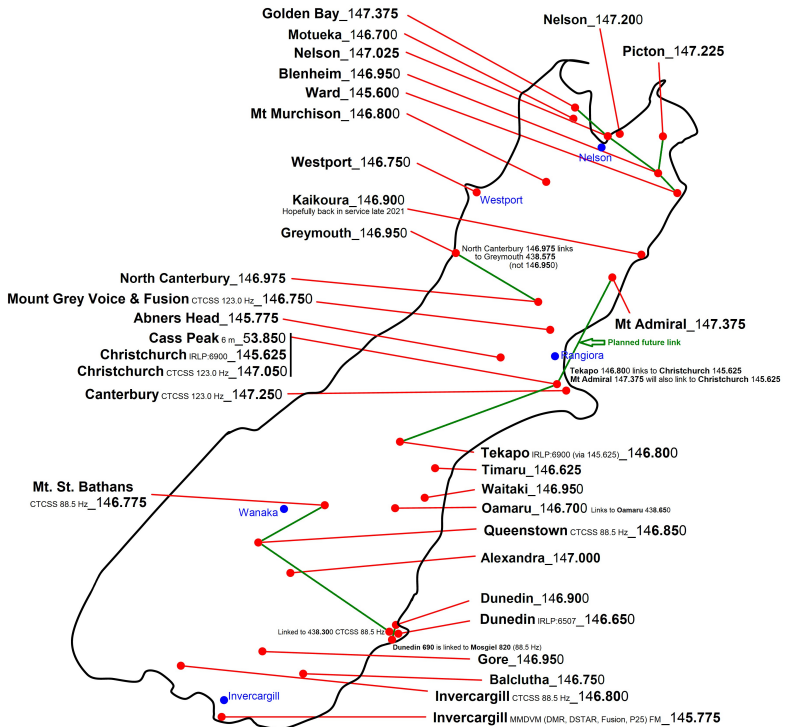 Golden Bay_147.375
Motueka_146.700
Nelson_147.025
Blenheim_146.950
Ward_145.600
Mt Murchison_146.800
Nelson_147.200
Picton_147.225
Nelson
Westport_146.750
Westport
Kaikoura_146.900
Hopefully back in service late 2021
Greymouth_146.950
North Canterbury 146.975 links
to Greymouth 438.575
(not 146.950)
North Canterbury_146.975
Mount Grey Voice & Fusion CTCSS 123.0 Hz_146.750
Abners Head_145.775
Cass Peak 6 m_53.850
Christchurch IRLP:6900_145.625
Christchurch CTCSS 123.0 Hz_147.050
Canterbury CTCSS 123.0 Hz_147.250
Mt Admiral_147.375
Planned future link
Rangiora
Tekapo 146.800 links to Christchurch 145.625
Mt Admiral 147.375 will also link to Christchurch 145.625
Tekapo IRLP:6900 (via 145.625)_146.800
Timaru_146.625
Waitaki_146.950
Oamaru_146.700 Links to Oamaru 438.650
Mt. St. Bathans
CTCSS 88.5 Hz_146.775
Wanaka
Queenstown CTCSS 88.5 Hz_146.850
Alexandra_147.000
Dunedin_146.900
Dunedin IRLP:6507_146.650
Linked to 438.300 CTCSS 88.5 Hz
Dunedin 690 is linked to Mosgiel 820 (88.5 Hz)
Gore_146.950
Balclutha_146.750
Invercargill CTCSS 88.5 Hz_146.800
Invercargill
Invercargill MMDVM (DMR, DSTAR, Fusion, P25) FM_145.775